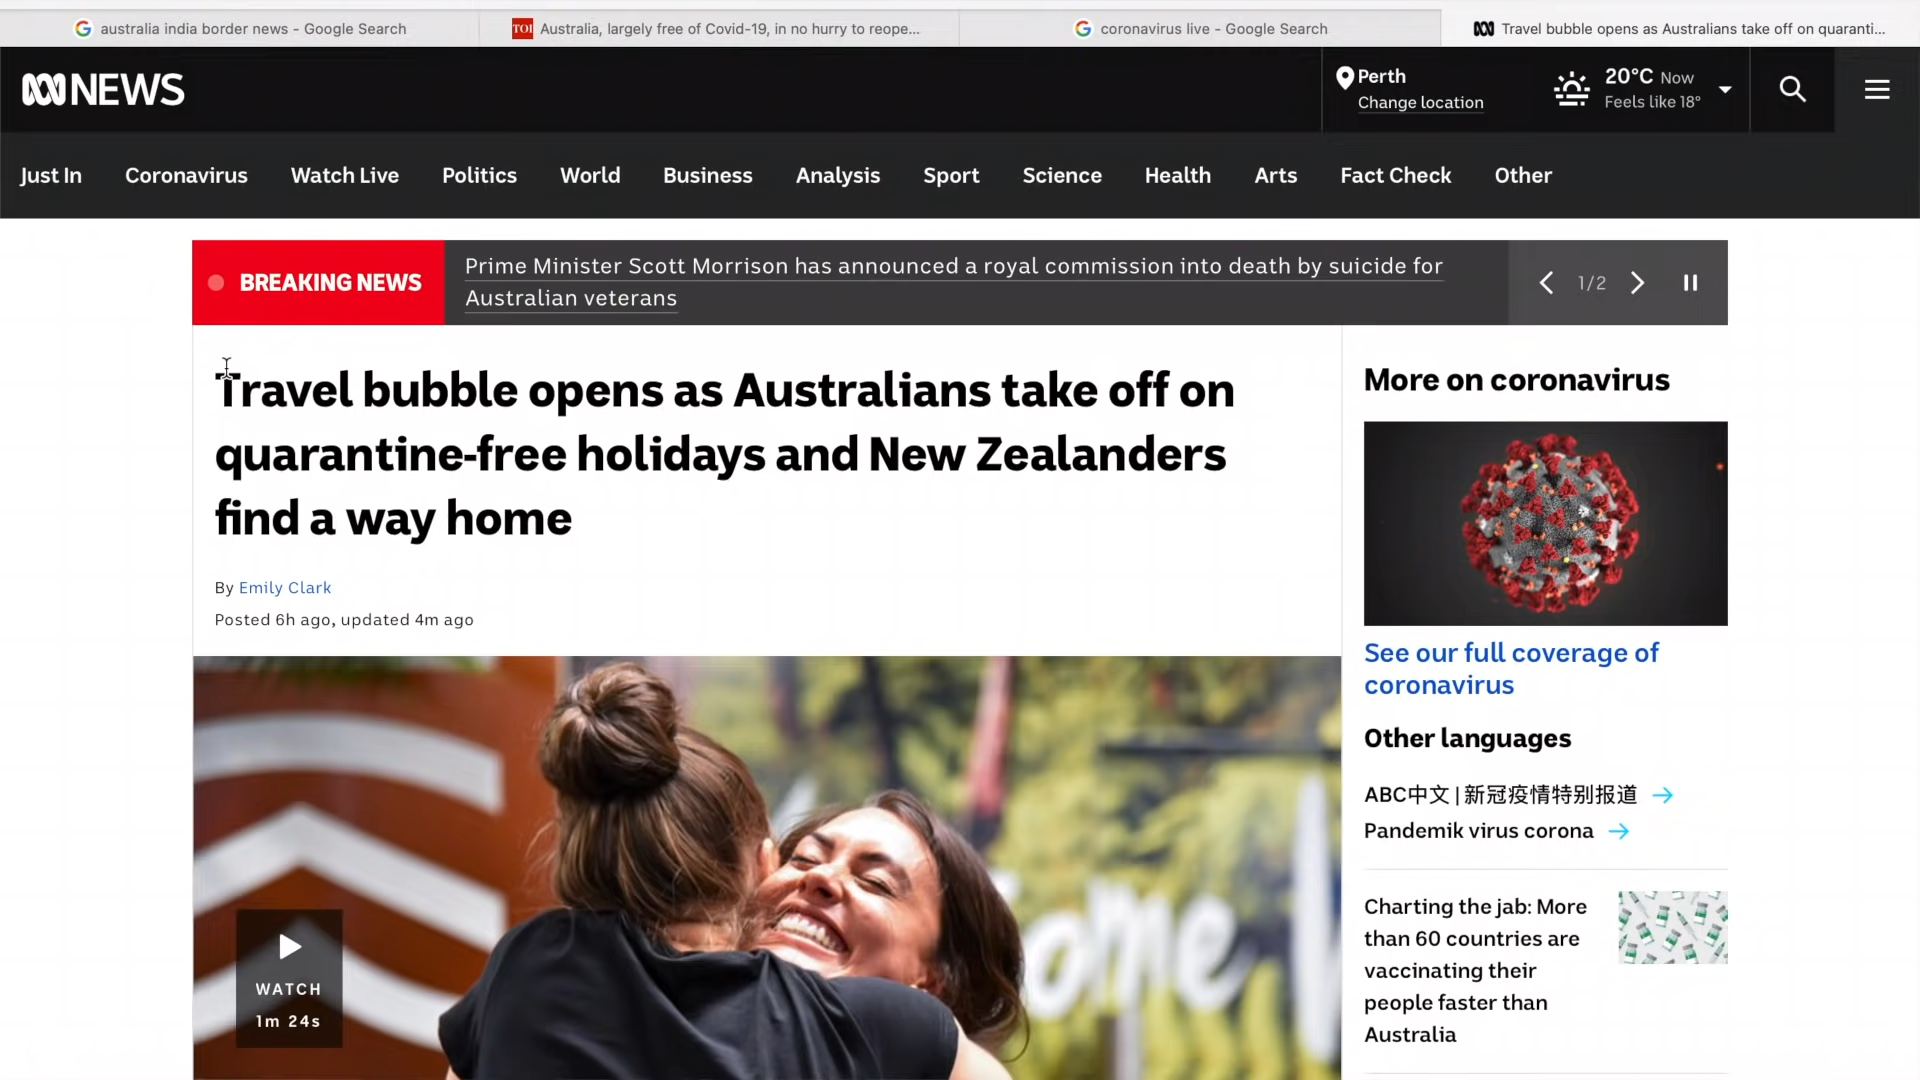 australia india border news - Google Search
TOI Australia, largely free of Covid-19, in no hurry to reope...
coronavirus live - Google Search
Travel bubble opens as Australians take off on quaranti...
NEWS
Perth
Change location
20°C Now
Feels like 18°
Just In Coronavirus Watch Live Politics World Business Analysis Sport Science Health Arts Fact Check Other
BREAKING NEWS
Prime Minister Scott Morrison has announced a royal commission into death by suicide for
Australian veterans
1/2
Travel bubble opens as Australians take off on
quarantine-free holidays and New Zealanders
find a way home
By Emily Clark
Posted 6h ago, updated 4m ago
WATCH
1m 24s
ome
More on coronavirus
See our full coverage of
coronavirus
Other languages
ABC中文 | 新冠疫情特别报道 →
Pandemik virus corona →
Charting the jab: More
than 60 countries are
vaccinating their
people faster than
Australia